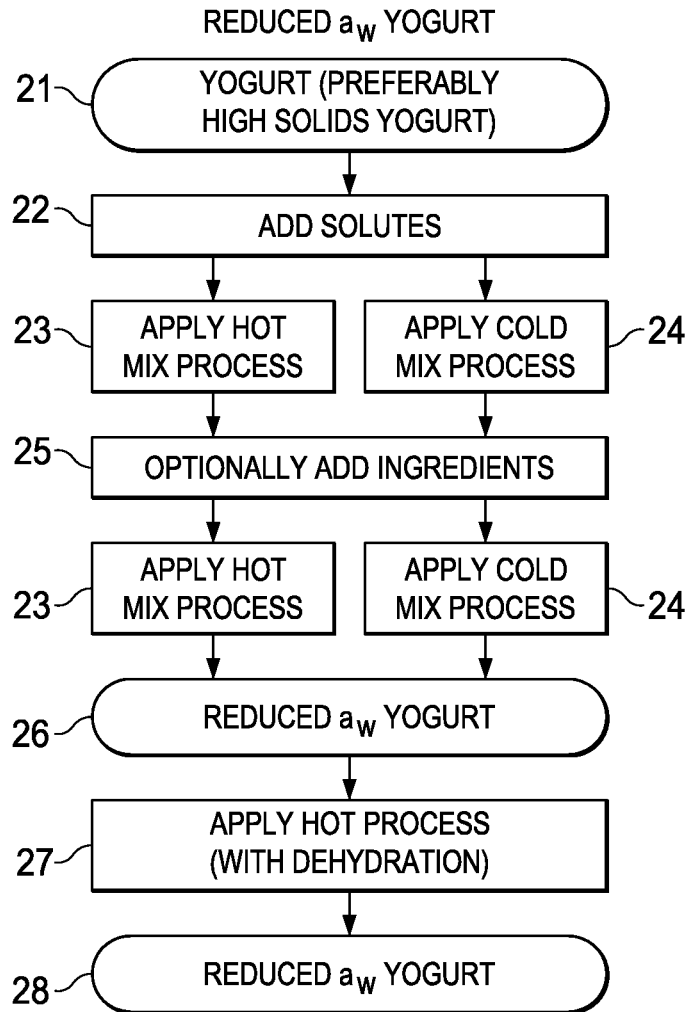 REDUCED aw YOGURT
21
YOGURT (PREFERABLY
HIGH SOLIDS YOGURT)
22
ADD SOLUTES
23
APPLY HOT
MIX PROCESS
APPLY COLD
MIX PROCESS
24
25
OPTIONALLY ADD INGREDIENTS
23
APPLY HOT
MIX PROCESS
APPLY COLD
MIX PROCESS
24
26
REDUCED aw YOGURT
27
APPLY HOT PROCESS
(WITH DEHYDRATION)
28
REDUCED aw YOGURT